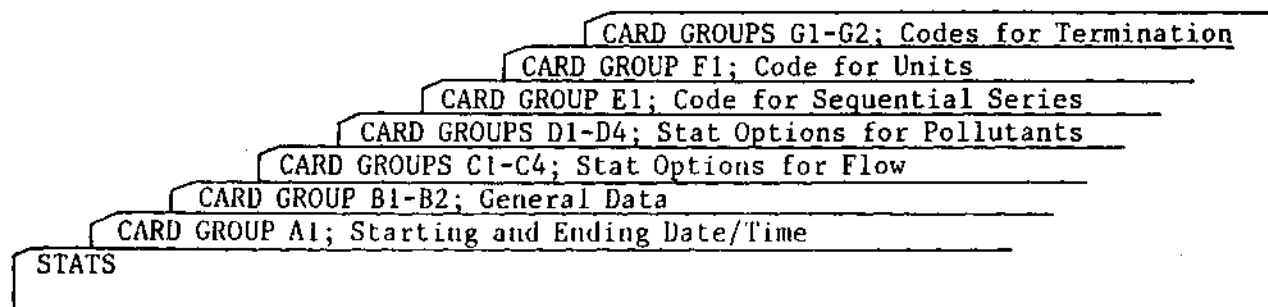 CARD GROUPS G1-G2; Codes for Termination
CARD GROUP F1; Code for Units
CARD GROUP E1; Code for Sequential Series
CARD GROUPS D1-D4; Stat Options for Pollutants
CARD GROUPS C1-C4; Stat Options for Flow
CARD GROUP B1-B2; General Data
CARD GROUP A1; Starting and Ending Date/Time
STATS